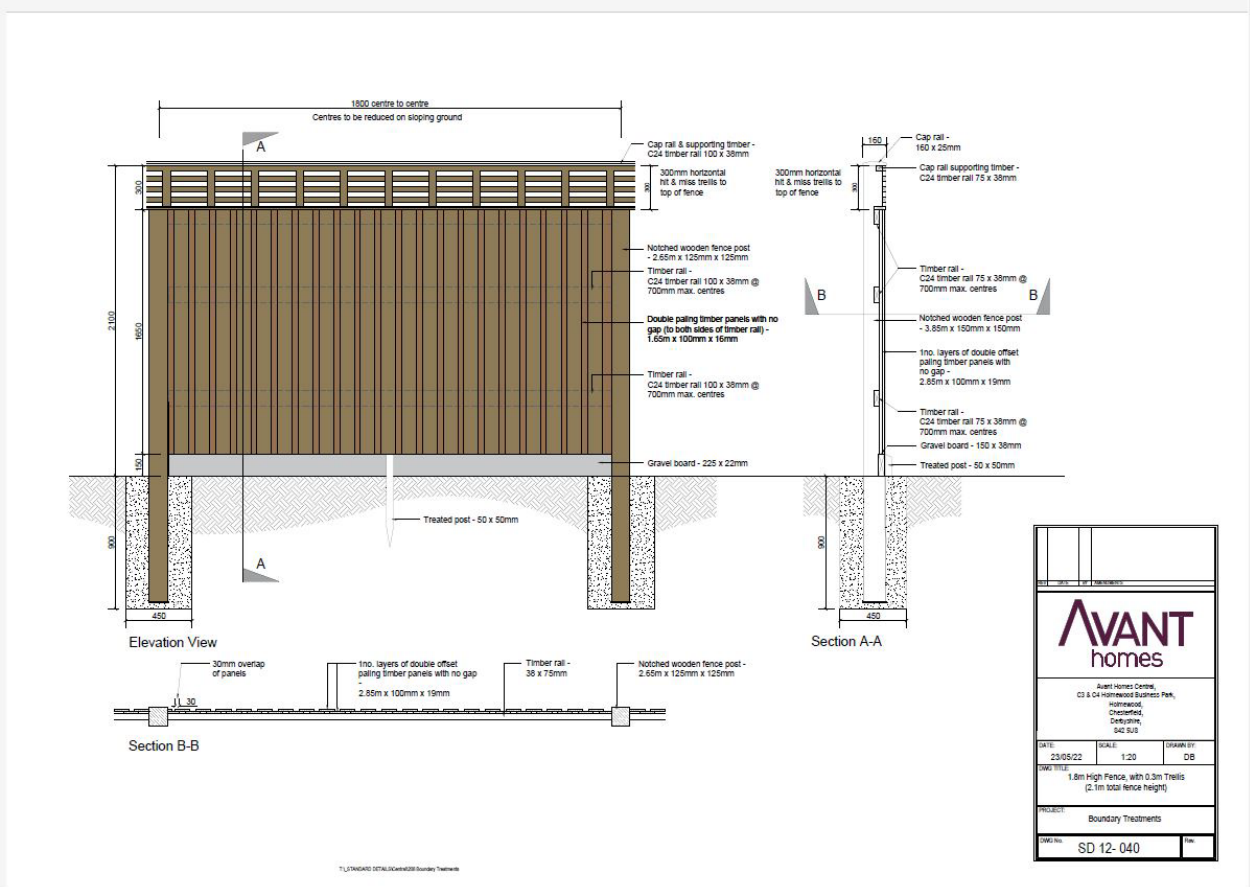 1800 centre to centre
Centres to be reduced on sloping ground
A
300
2100
1650
150
900
450
A
Cap rail & supporting timber -
C24 timber rail 100 x 38mm
300
300mm horizontal
hit & miss trellis to
top of fence
Notched wooden fence post
- 2.65m x 125mm x 125mm
Timber rail -
C24 timber rail 100 x 38mm @
700mm max. centres
Double paling timber panels with no
gap (to both sides of timber rail) -
1.65m x 100mm x 16mm
Timber rail -
C24 timber rail 100 x 38mm @
700mm max. centres
Gravel board - 225 x 22mm
Treated post - 50 x 50mm
Elevation View
160
Cap rail -
160 x 25mm
Cap rail supporting timber -
C24 timber rail 75 x 38mm
300mm horizontal
hit & miss trellis to
top of fence
300
Timber rail -
C24 timber rail 75 x 38mm @
700mm max. centres
B
B
Notched wooden fence post
- 3.85m x 150mm x 150mm
1no. layers of double offset
paling timber panels with
no gap -
2.85m x 100mm x 19mm
Timber rail -
C24 timber rail 75 x 38mm @
700mm max. centres
Gravel board - 150 x 38mm
Treated post - 50 x 50mm
900
450
Section A-A
30mm overlap
of panels
30
1no. layers of double offset
paling timber panels with no gap
-
2.85m x 100mm x 19mm
Timber rail -
38 x 75mm
Notched wooden fence post -
2.65m x 125mm x 125mm
Section B-B
REV DATE BY AMENDMENTS
AVANT
homes
Avant Homes Central,
C3 & C4 Holmewood Business Park,
Holmewood,
Chesterfield,
Derbyshire,
S42 5US
DATE: SCALE: DRAWN BY:
23/05/22 1:20 DB
DWG TITLE:
1.8m High Fence, with 0.3m Trellis
(2.1m total fence height)
PROJECT:
Boundary Treatments
DWG No. Rev.
SD 12- 040